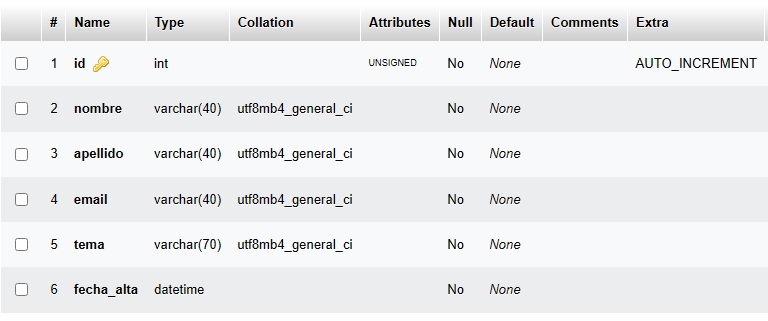 # Name Type Collation Attributes Null Default Comments Extra
1 id int UNSIGNED No None AUTO_INCREMENT
2 nombre varchar(40) utf8mb4_general_ci No None
3 apellido varchar(40) utf8mb4_general_ci No None
4 email varchar(40) utf8mb4_general_ci No None
5 tema varchar(70) utf8mb4_general_ci No None
6 fecha_alta datetime No None